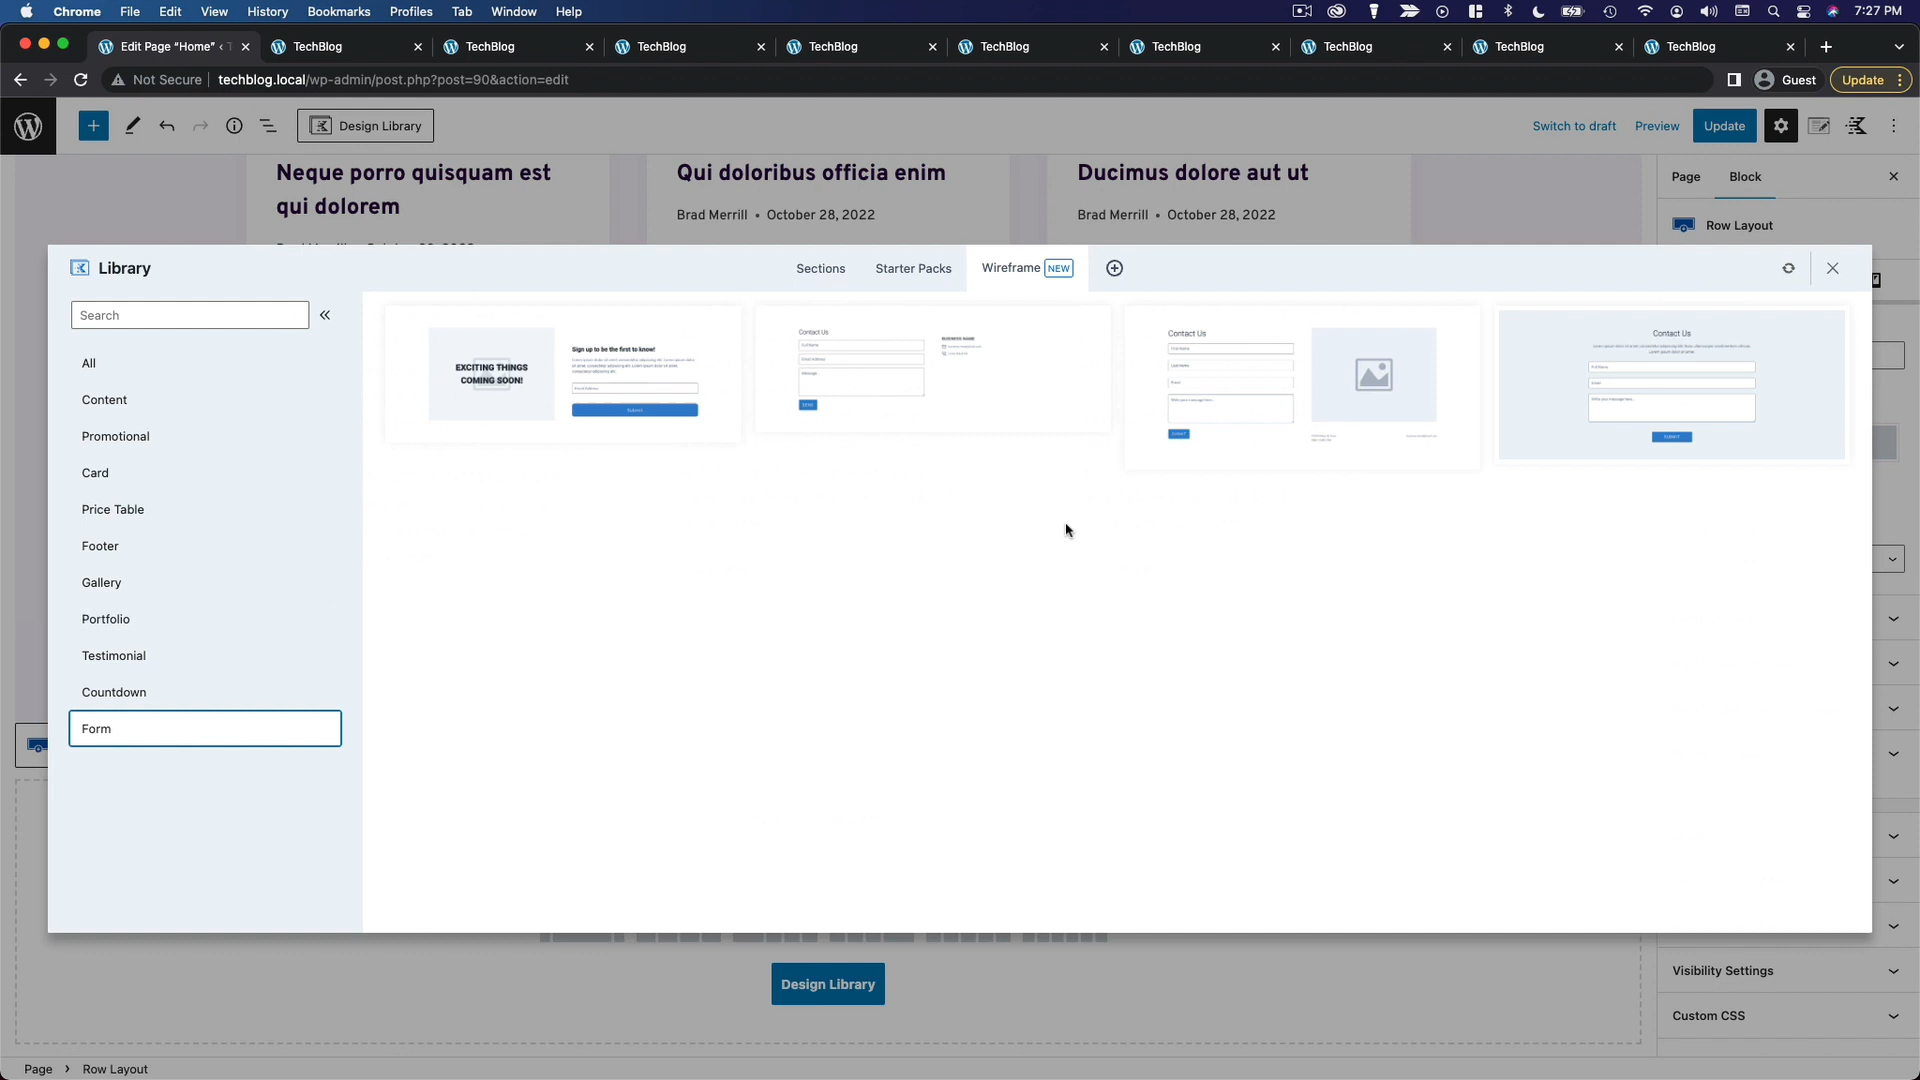 Chrome File Edit View History Bookmarks Profiles Tab Window Help 7:27 PM
Edit Page “Home” ‹ T TechBlog TechBlog TechBlog TechBlog TechBlog TechBlog TechBlog TechBlog TechBlog
Not Secure techblog.local/wp-admin/post.php?post=90&action=edit Guest Update
Design Library Switch to draft Preview Update
Neque porro quisquam est
qui dolorem
Qui doloribus officia enim
Brad Merrill • October 28, 2022
Ducimus dolore aut ut
Brad Merrill • October 28, 2022
Page Block
Row Layout
Library Sections Starter Packs Wireframe NEW
Search
All
Content
Promotional
Card
Price Table
Footer
Gallery
Portfolio
Testimonial
Countdown
Form
EXCITING THINGS
COMING SOON!
Sign up to be the first to know!
Email Address
Submit
Contact Us
Full Name
Email Address
Message
SEND
BUSINESS NAME
Contact Us
First Name
Last Name
Email
Write your message here...
SUBMIT
Contact Us
Full Name
Email
Write your message here...
SUBMIT
Design Library
Visibility Settings
Custom CSS
Page › Row Layout